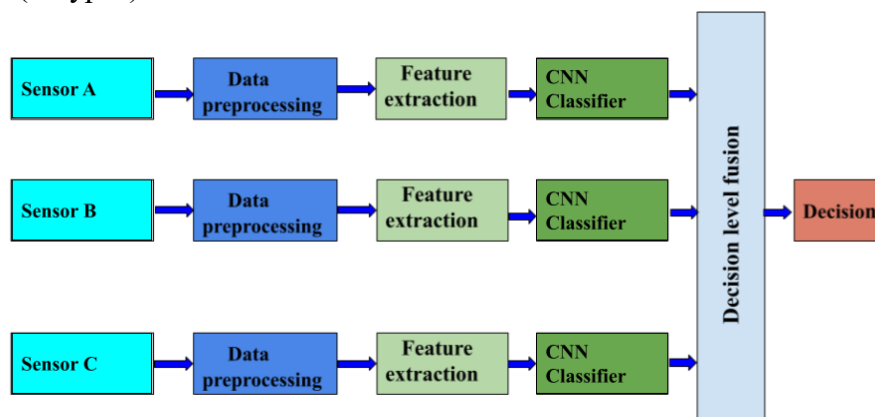 Sensor A
Data
preprocessing
Feature
extraction
CNN
Classifier
Sensor B
Data
preprocessing
Feature
extraction
CNN
Classifier
Decision level fusion
Decision
Sensor C
Data
preprocessing
Feature
extraction
CNN
Classifier